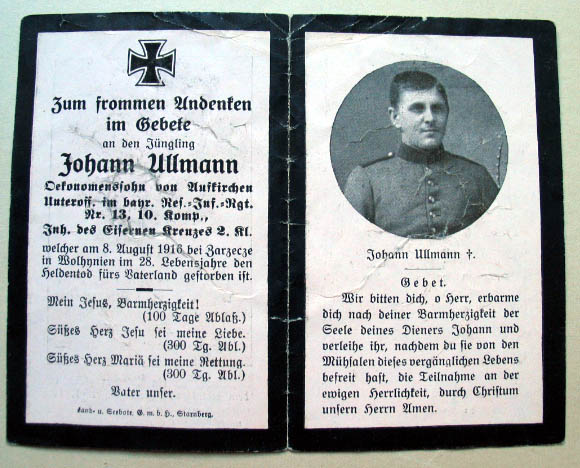 Zum frommen Andenken
im Gebete
an den Jüngling
Johann Ullmann
Oekonomenssohn von Aufkirchen
Unteroff. im bayr. Res.-Inf.-Rgt.
Nr. 13, 10. Komp.,
Inh. des Eisernen Kreuzes 2. Kl.
welcher am 8. August 1916 bei Zarzecze
in Wolhynien im 28. Lebensjahre den
Heldentod fürs Vaterland gestorben ist.
Mein Jesus, Barmherzigkeit!
(100 Tage Ablaß.)
Süßes Herz Jesu sei meine Liebe.
(300 Tg. Abl.)
Süßes Herz Mariä sei meine Rettung.
(300 Tg. Abl.)
Vater unser.
Land- u. Seebote, G. m. b. H., Starnberg.
Johann Ullmann †.
Gebet.
Wir bitten dich, o Herr, erbarme
dich nach deiner Barmherzigkeit der
Seele deines Dieners Johann und
verleihe ihr, nachdem du sie von den
Mühsalen dieses vergänglichen Lebens
befreit hast, die Teilnahme an der
ewigen Herrlichkeit, durch Christum
unsern Herrn Amen.